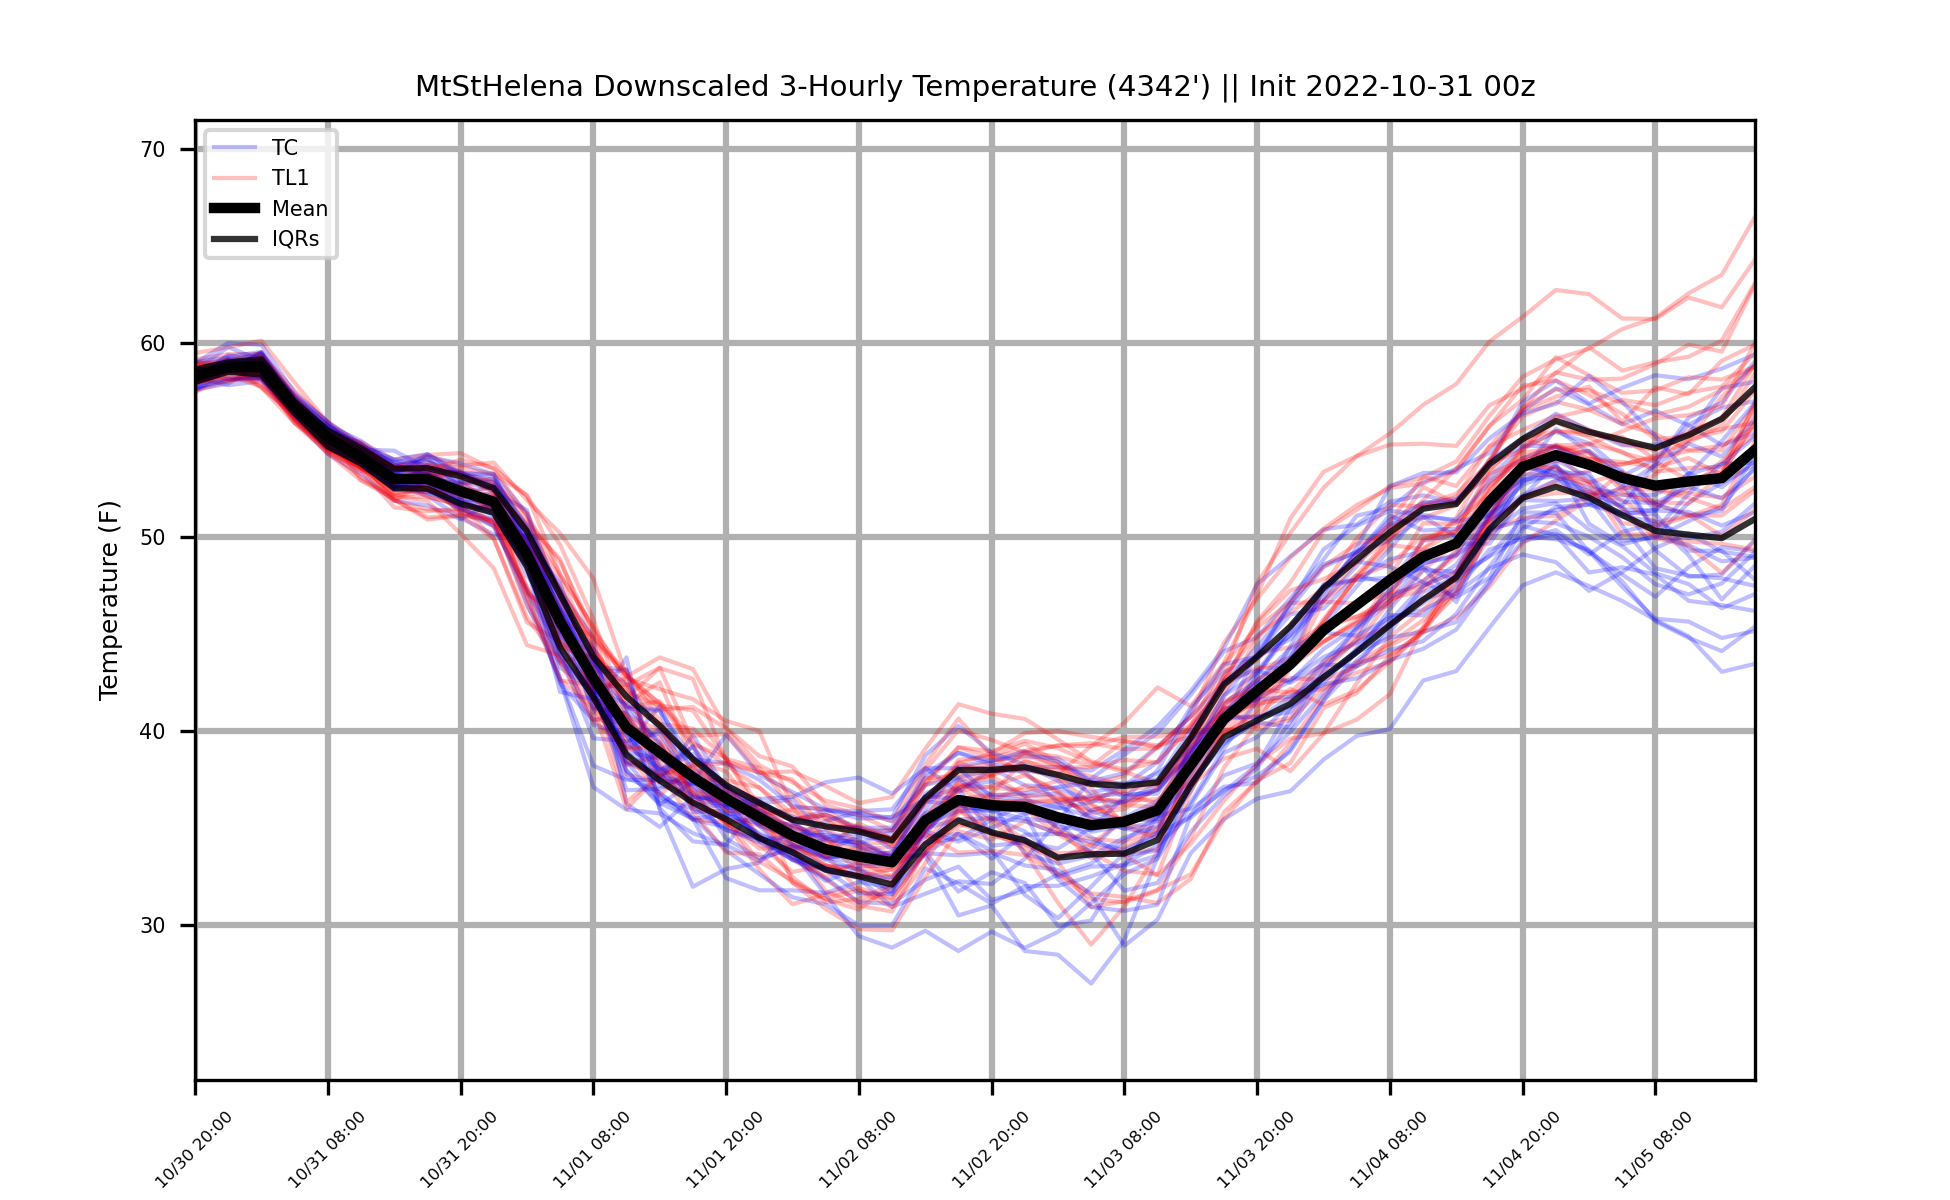 MtStHelena Downscaled 3-Hourly Temperature (4342') || Init 2022-10-31 00z
TC
TL1
Mean
IQRs
Temperature (F)
70
60
50
40
30
10/30 20:00
10/31 08:00
10/31 20:00
11/01 08:00
11/01 20:00
11/02 08:00
11/02 20:00
11/03 08:00
11/03 20:00
11/04 08:00
11/04 20:00
11/05 08:00